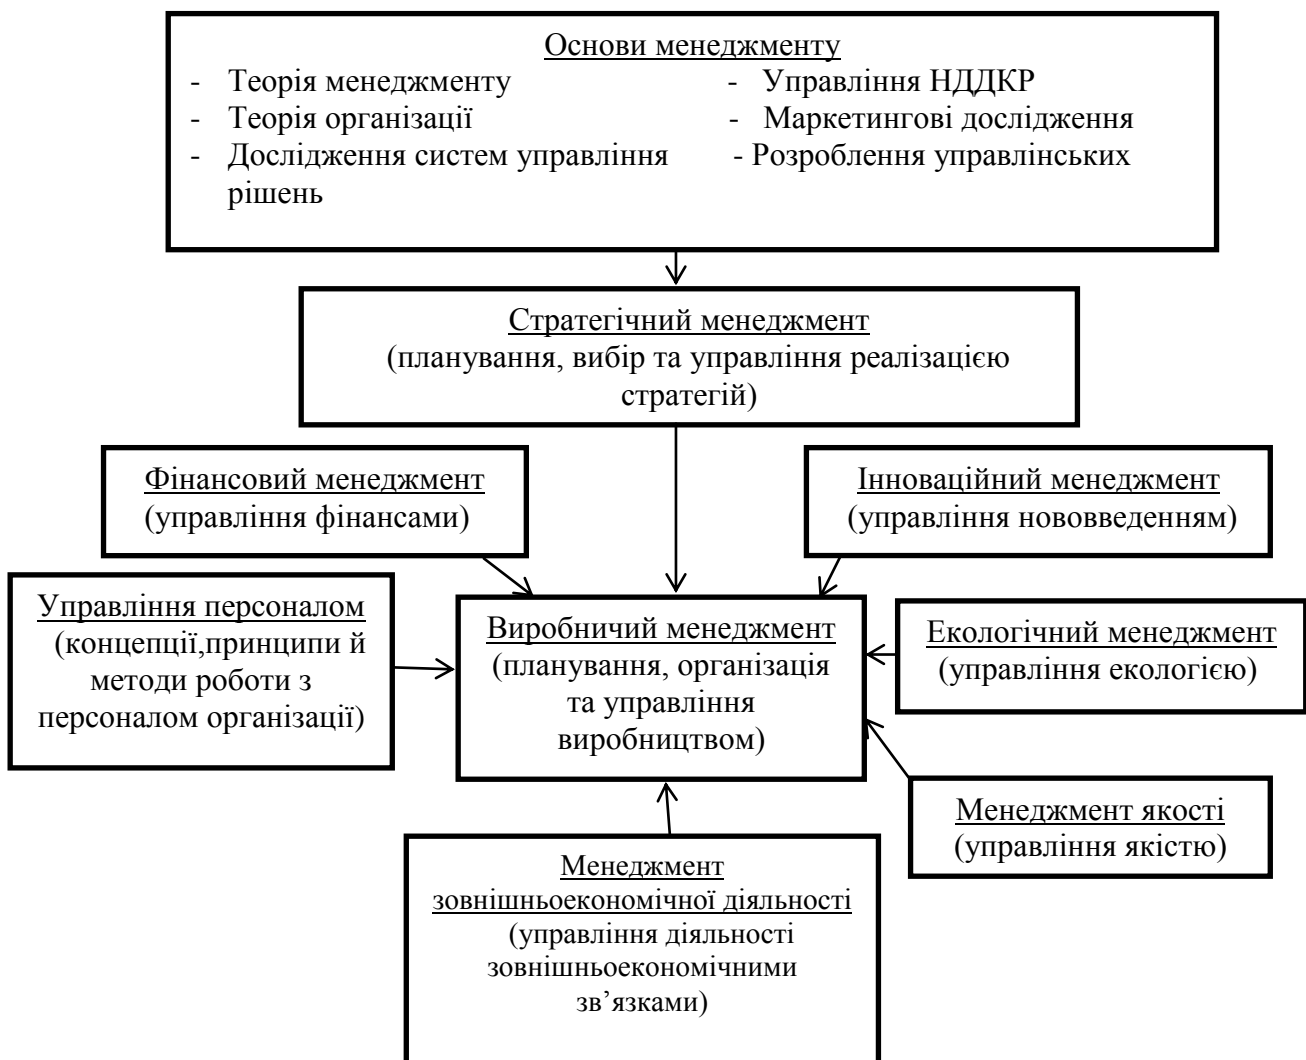 Основи менеджменту
- Теорія менеджменту - Управління НДДКР
- Теорія організації - Маркетингові дослідження
- Дослідження систем управління - Розроблення управлінських
рішень
Стратегічний менеджмент
(планування, вибір та управління реалізацією
стратегій)
Фінансовий менеджмент
(управління фінансами)
Інноваційний менеджмент
(управління нововведенням)
Управління персоналом
(концепції,принципи й
методи роботи з
персоналом організації)
Виробничий менеджмент
(планування, організація
та управління
виробництвом)
Екологічний менеджмент
(управління екологією)
Менеджмент якості
(управління якістю)
Менеджмент
зовнішньоекономічної діяльності
(управління діяльності
зовнішньоекономічними
зв’язками)